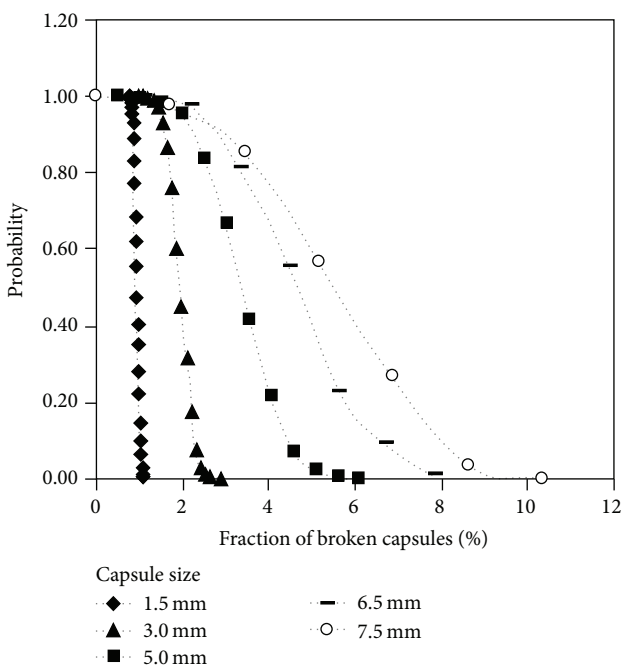 1.20
1.00
0.80
0.60
0.40
0.20
0.00
Probability
0 2 4 6 8 10 12
Fraction of broken capsules (%)
Capsule size
1.5 mm
3.0 mm
5.0 mm
6.5 mm
7.5 mm